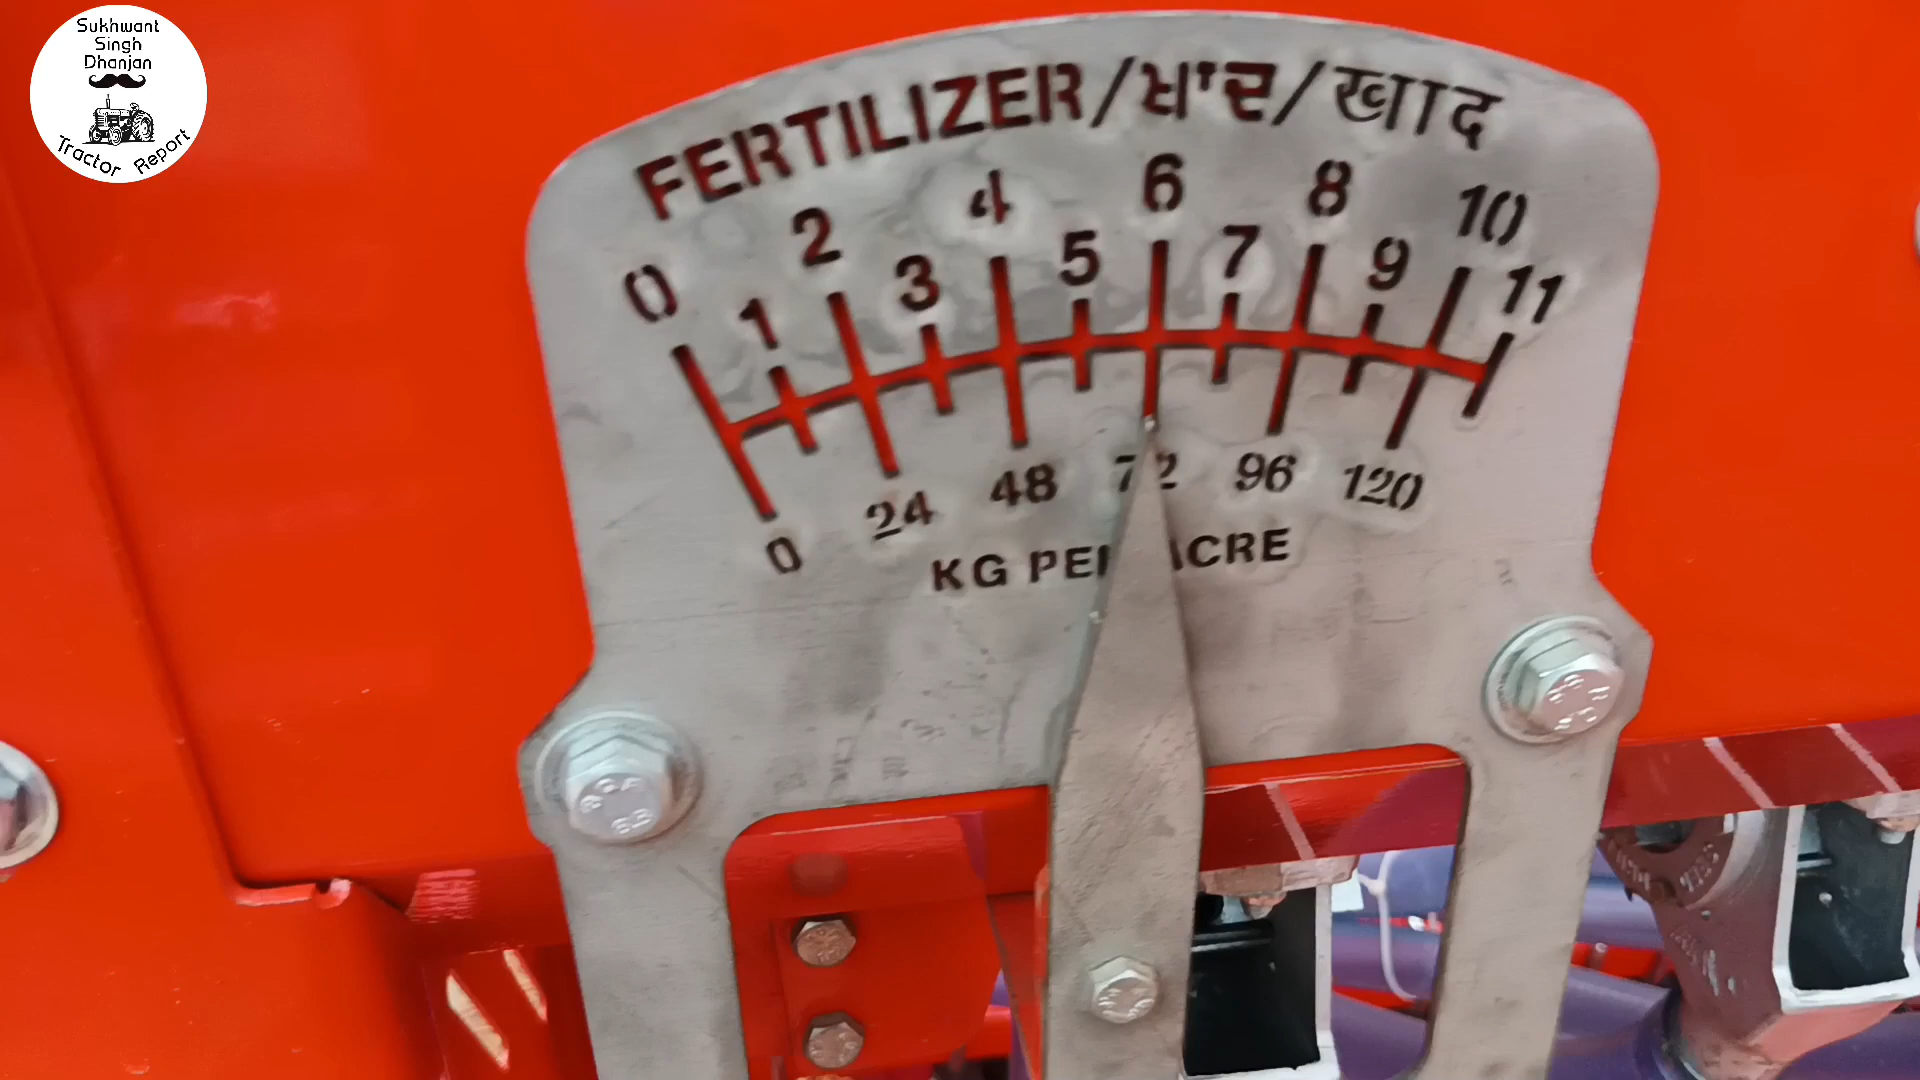 Sukhwant
Singh
Dhanjan
Tractor Report
FERTILIZER/ਖਾਦ/खाद
0 1 2 3 4 5 6 7 8 9 10 11
0 24 48 72 96 120
KG PER ACRE